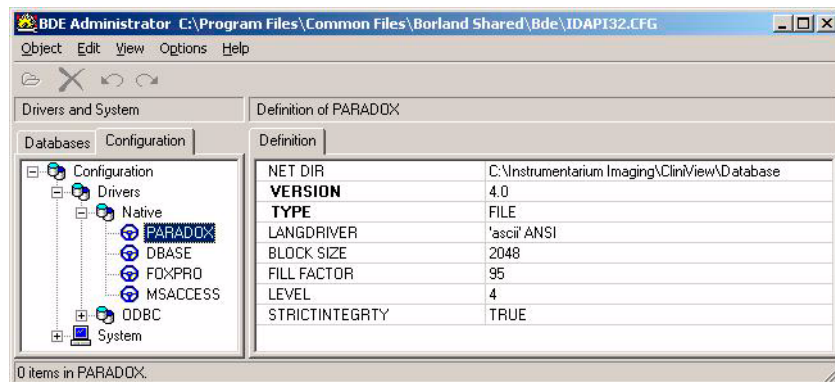 BDE Administrator C:\Program Files\Common Files\Borland Shared\Bde\IDAPI32.CFG
Object Edit View Options Help
Drivers and System Definition of PARADOX
Databases Configuration Definition
Configuration
Drivers
Native
PARADOX
DBASE
FOXPRO
MSACCESS
ODBC
System
NET DIR C:\Instrumentarium Imaging\CliniView\Database
VERSION 4.0
TYPE FILE
LANGDRIVER 'ascii' ANSI
BLOCK SIZE 2048
FILL FACTOR 95
LEVEL 4
STRICTINTEGRTY TRUE
0 items in PARADOX.